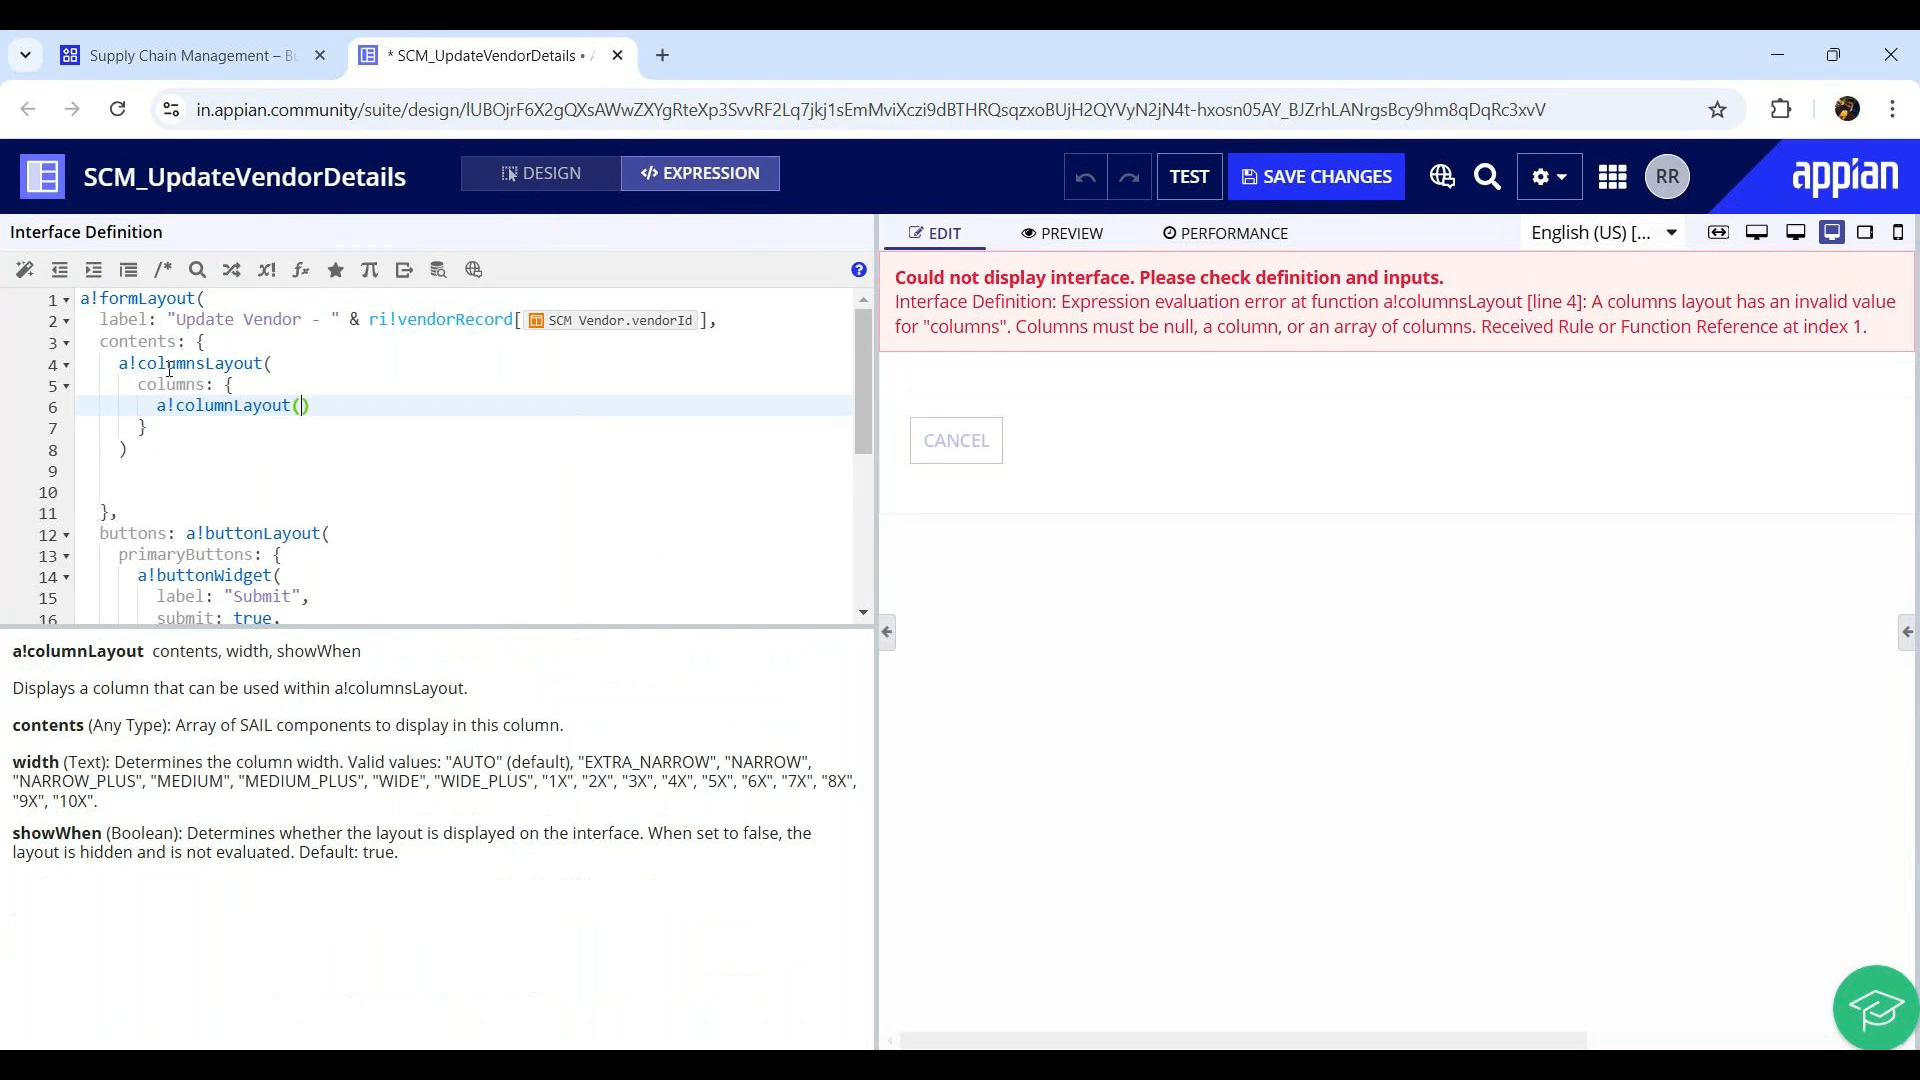 Supply Chain Management – Bu
* SCM_UpdateVendorDetails •
in.appian.community/suite/design/lUBOjrF6X2gQXsAWwZXYgRteXp3SvvRF2Lq7jkj1sEmMviXczi9dBTHRQsqzxoBUjH2QYVyN2jN4t-hxosn05AY_BJZrhLANrgsBcy9hm8qDqRc3xvV
SCM_UpdateVendorDetails
DESIGN
</> EXPRESSION
TEST
SAVE CHANGES
RR
appian
Interface Definition
EDIT
PREVIEW
PERFORMANCE
English (US) [...
1 a!formLayout(
2 label: "Update Vendor - " & ri!vendorRecord[ SCM Vendor.vendorId ],
3 contents: {
4 a!columnsLayout(
5 columns: {
6 a!columnLayout()
7 }
8 )
9
10
11 },
12 buttons: a!buttonLayout(
13 primaryButtons: {
14 a!buttonWidget(
15 label: "Submit",
16 submit: true,
Could not display interface. Please check definition and inputs.
Interface Definition: Expression evaluation error at function a!columnsLayout [line 4]: A columns layout has an invalid value
for "columns". Columns must be null, a column, or an array of columns. Received Rule or Function Reference at index 1.
CANCEL
a!columnLayout contents, width, showWhen
Displays a column that can be used within a!columnsLayout.
contents (Any Type): Array of SAIL components to display in this column.
width (Text): Determines the column width. Valid values: "AUTO" (default), "EXTRA_NARROW", "NARROW",
"NARROW_PLUS", "MEDIUM", "MEDIUM_PLUS", "WIDE", "WIDE_PLUS", "1X", "2X", "3X", "4X", "5X", "6X", "7X", "8X",
"9X", "10X".
showWhen (Boolean): Determines whether the layout is displayed on the interface. When set to false, the
layout is hidden and is not evaluated. Default: true.